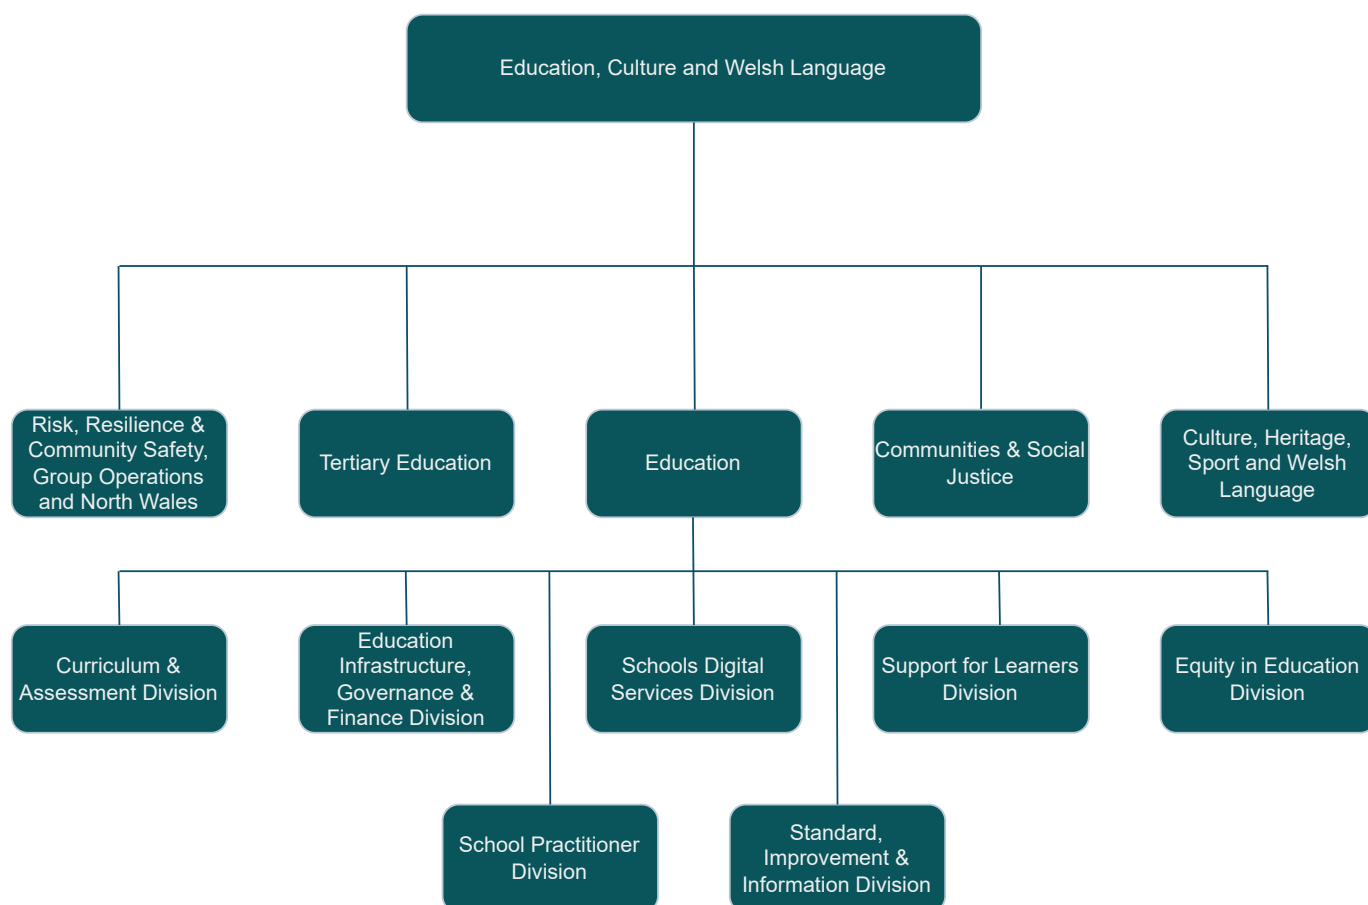 Education, Culture and Welsh Language
Risk, Resilience &
Community Safety,
Group Operations
and North Wales
Tertiary Education
Education
Communities & Social
Justice
Culture, Heritage,
Sport and Welsh
Language
Curriculum &
Assessment Division
Education
Infrastructure,
Governance &
Finance Division
Schools Digital
Services Division
Support for Learners
Division
Equity in Education
Division
School Practitioner
Division
Standard,
Improvement &
Information Division